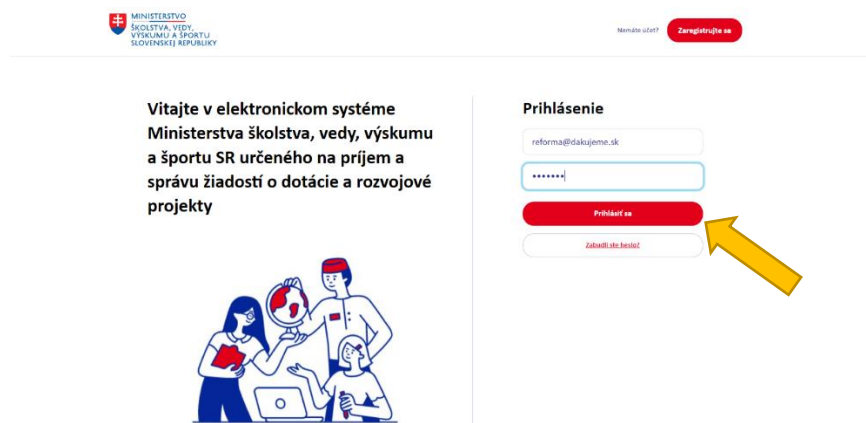 MINISTERSTVO
ŠKOLSTVA, VEDY,
VÝSKUMU A ŠPORTU
SLOVENSKEJ REPUBLIKY
Nemáte účet?
Zaregistrujte sa
Vitajte v elektronickom systéme
Ministerstva školstva, vedy, výskumu
a športu SR určeného na príjem a
správu žiadostí o dotácie a rozvojové
projekty
Prihlásenie
reforma@dakujeme.sk
•••••••
Prihlásiť sa
Zabudli ste heslo?